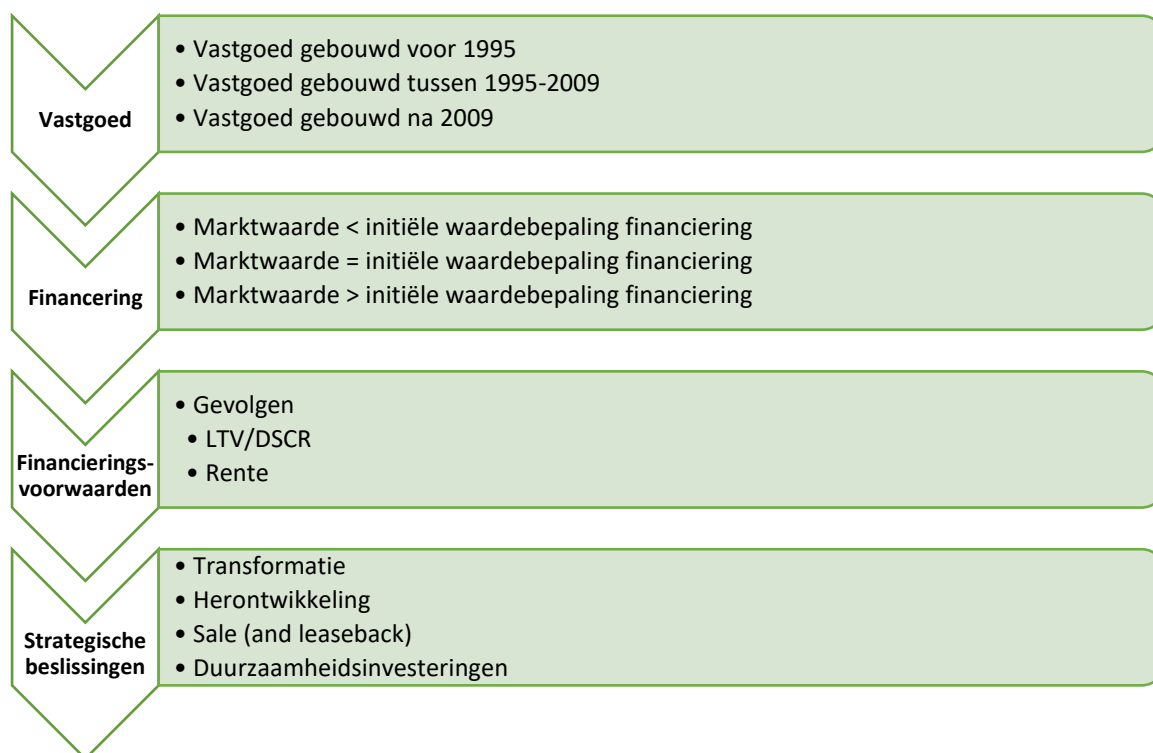 Vastgoed
• Vastgoed gebouwd voor 1995
• Vastgoed gebouwd tussen 1995-2009
• Vastgoed gebouwd na 2009
Financering
• Marktwaarde < initiële waardebepaling financiering
• Marktwaarde = initiële waardebepaling financiering
• Marktwaarde > initiële waardebepaling financiering
Financierings-
voorwaarden
• Gevolgen
• LTV/DSCR
• Rente
Strategische
beslissingen
• Transformatie
• Herontwikkeling
• Sale (and leaseback)
• Duurzaamheidsinvesteringen